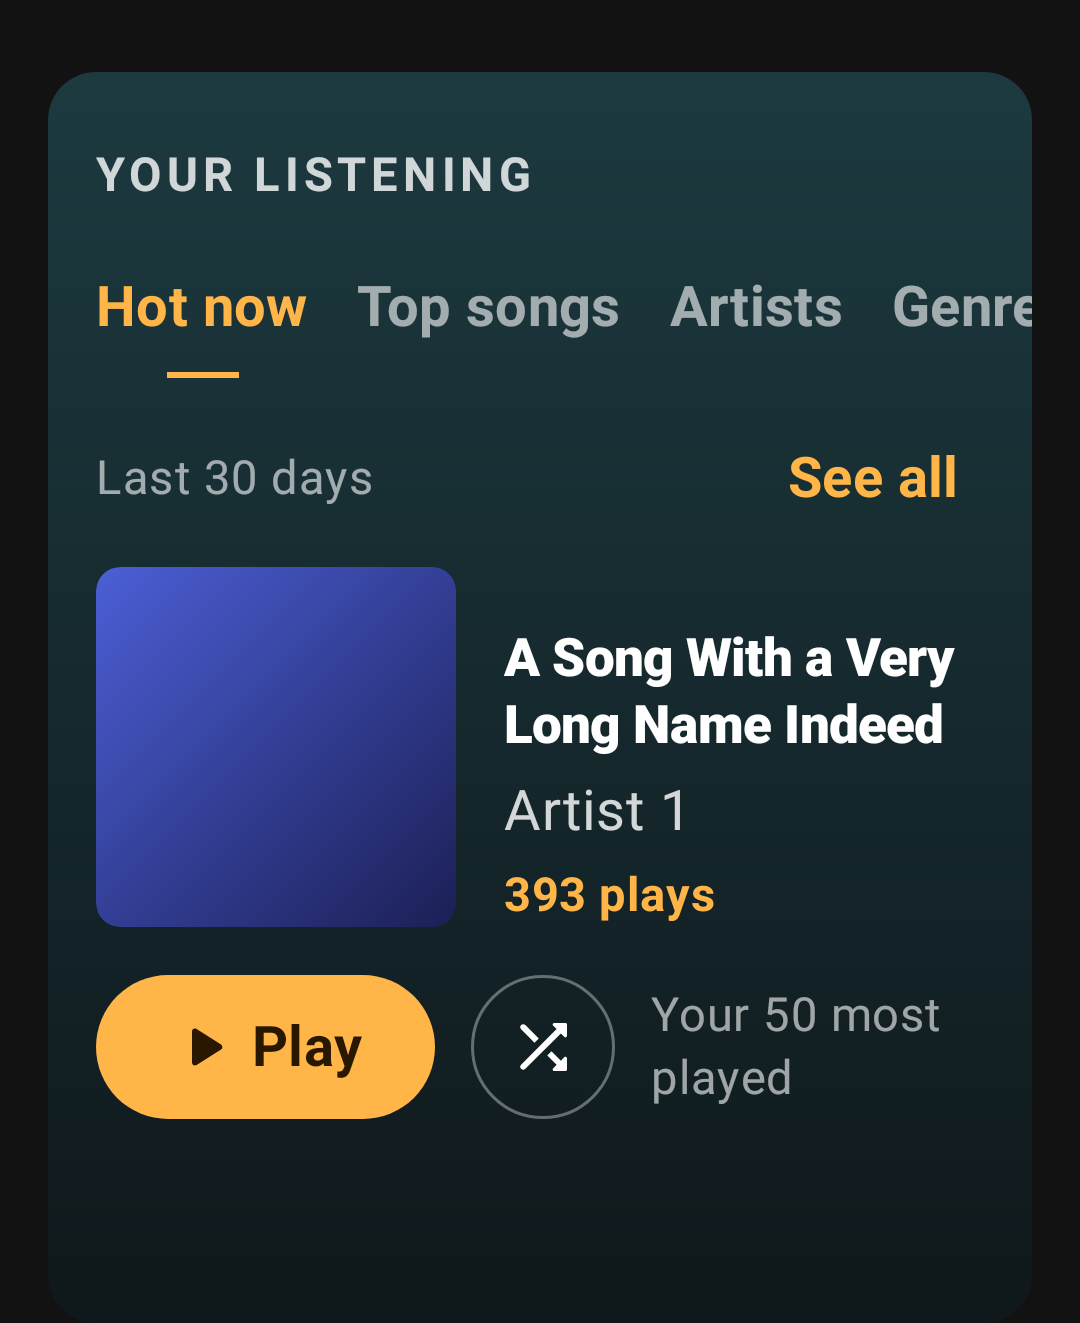 YOUR LISTENING
Hot now Top songs Artists Genre
Last 30 days See all
A Song With a Very
Long Name Indeed
Artist 1
393 plays
Play
Your 50 most
played